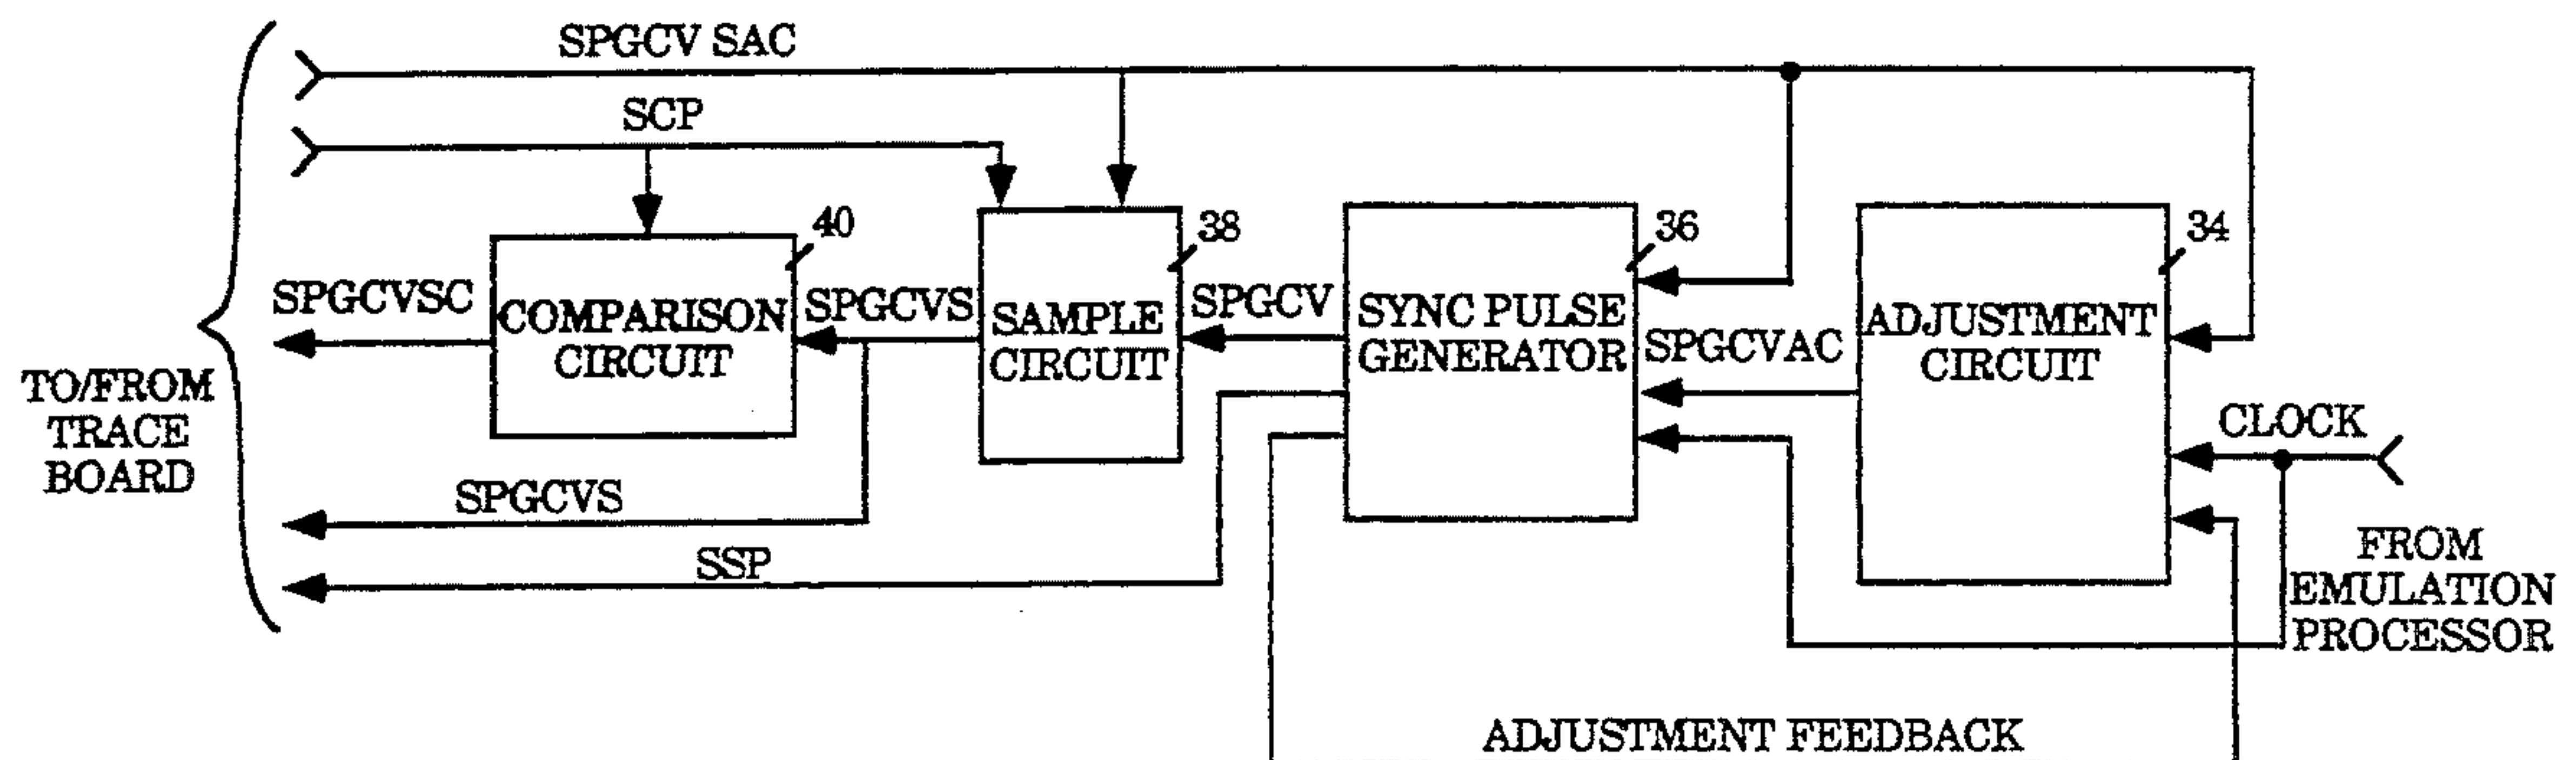 SPGCV SAC
SCP
40
38
36
34
SPGCVSC
COMPARISON
CIRCUIT
SPGCVS
SAMPLE
CIRCUIT
SPGCV
SYNC PULSE
GENERATOR
SPGCVAC
ADJUSTMENT
CIRCUIT
TO/FROM
TRACE
BOARD
CLOCK
SPGCVS
SSP
FROM
EMULATION
PROCESSOR
ADJUSTMENT FEEDBACK